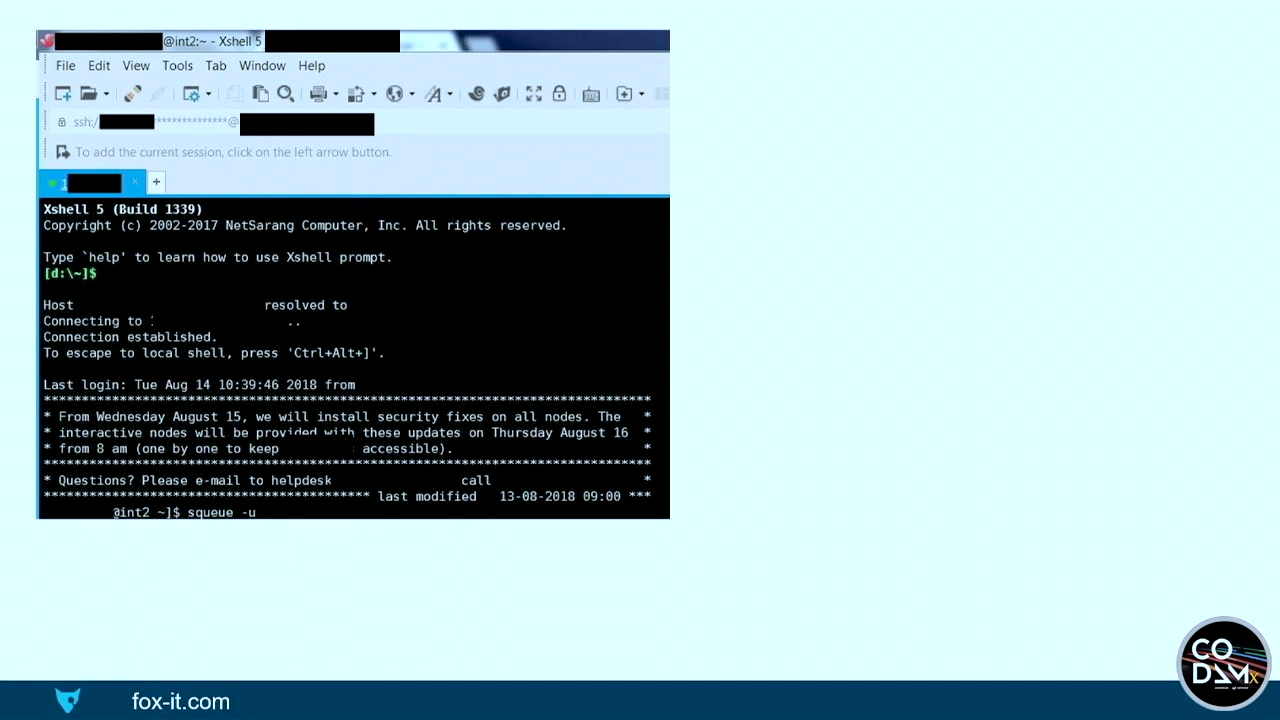 @int2:~ - Xshell 5
File Edit View Tools Tab Window Help
ssh:/ **************@
To add the current session, click on the left arrow button.
1
+
Xshell 5 (Build 1339)
Copyright (c) 2002-2017 NetSarang Computer, Inc. All rights reserved.
Type `help' to learn how to use Xshell prompt.
[d:\~]$
Host resolved to
Connecting to ..
Connection established.
To escape to local shell, press 'Ctrl+Alt+]'.
Last login: Tue Aug 14 10:39:46 2018 from
********************************************************************************
* From Wednesday August 15, we will install security fixes on all nodes. The *
* interactive nodes will be provided with these updates on Thursday August 16 *
* from 8 am (one by one to keep accessible). *
********************************************************************************
* Questions? Please e-mail to helpdesk call *
******************************************* last modified 13-08-2018 09:00 ***
@int2 ~]$ squeue -u
CO
DAMx
fox-it.com